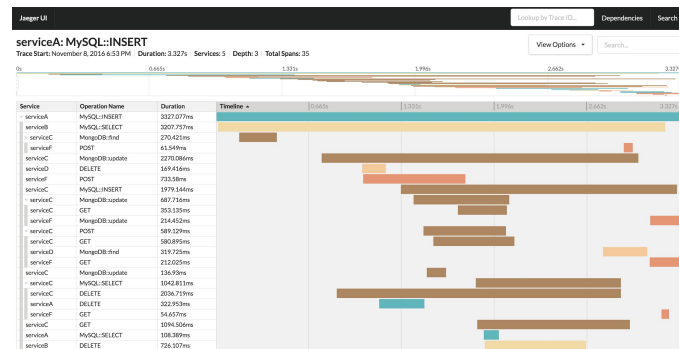 Jaeger UI Lookup by Trace ID... Dependencies Search
serviceA: MySQL::INSERT View Options Search...
Trace Start: November 8, 2016 6:53 PM Duration: 3.327s Services: 5 Depth: 3 Total Spans: 35
0s 0.665s 1.331s 1.996s 2.662s 3.327s
Service Operation Name Duration Timeline 0.665s 1.331s 1.996s 2.662s 3.327s
serviceA MySQL::INSERT 3327.077ms
serviceB MySQL::SELECT 3207.757ms
serviceC MongoDB::find 270.421ms
serviceF POST 61.549ms
serviceC MongoDB::update 2270.086ms
serviceD DELETE 169.416ms
serviceF POST 733.58ms
serviceC MySQL::INSERT 1979.144ms
serviceC MongoDB::update 687.716ms
serviceC GET 353.135ms
serviceF MongoDB::update 214.452ms
serviceC POST 589.129ms
serviceC GET 580.895ms
serviceD MongoDB::find 319.725ms
serviceF GET 212.025ms
serviceC MongoDB::update 136.93ms
serviceC MySQL::SELECT 1042.811ms
serviceC DELETE 2036.719ms
serviceA DELETE 322.953ms
serviceF GET 54.657ms
serviceC GET 1094.506ms
serviceA MySQL::SELECT 108.389ms
serviceB DELETE 726.107ms